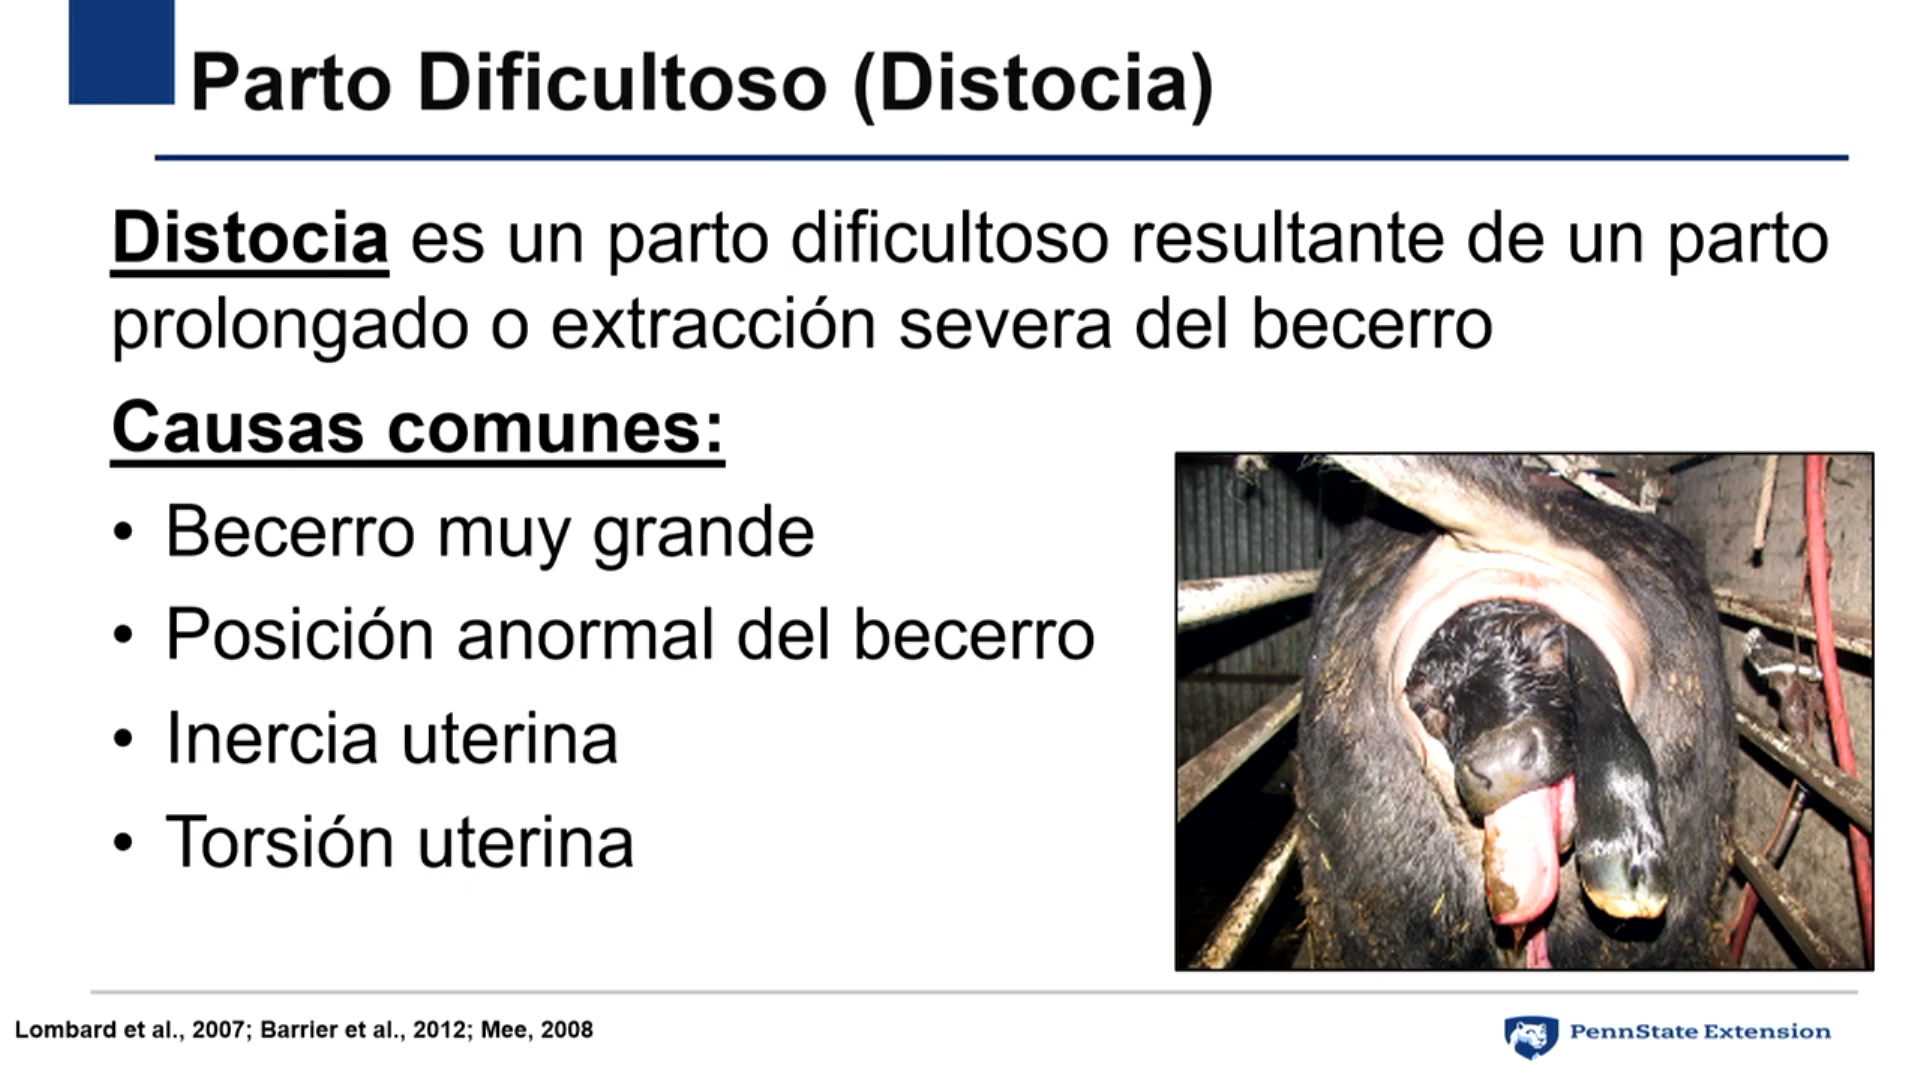 Parto Dificultoso (Distocia)
Distocia es un parto dificultoso resultante de un parto
prolongado o extracción severa del becerro
Causas comunes:
• Becerro muy grande
• Posición anormal del becerro
• Inercia uterina
• Torsión uterina
Lombard et al., 2007; Barrier et al., 2012; Mee, 2008
PennState Extension